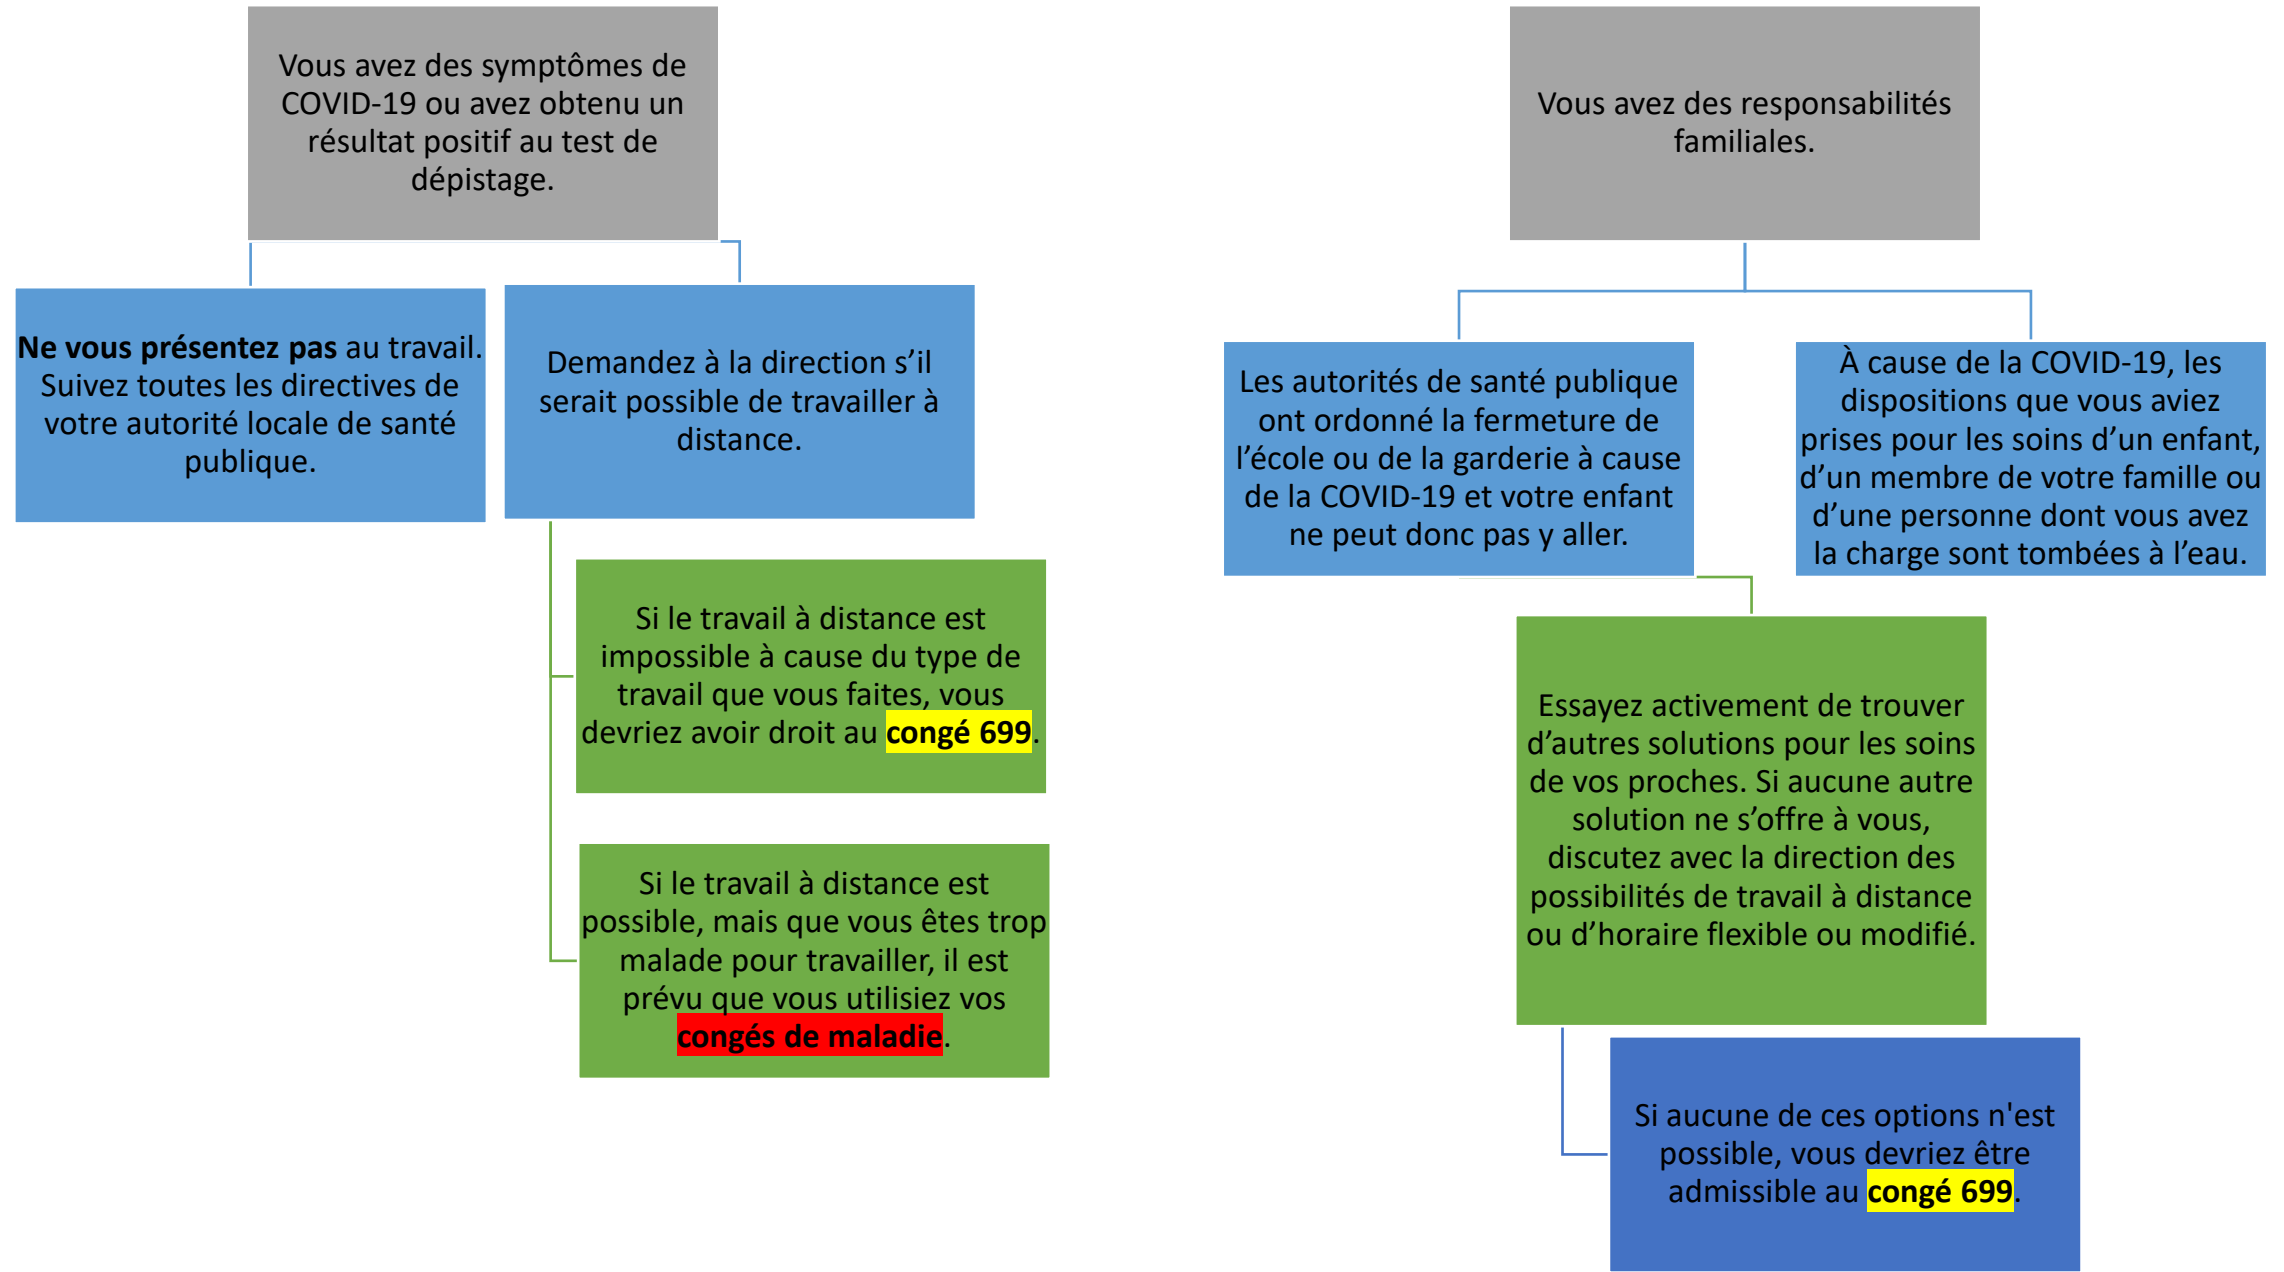 Vous avez des symptômes de
COVID-19 ou avez obtenu un
résultat positif au test de
dépistage.
Ne vous présentez pas au travail.
Suivez toutes les directives de
votre autorité locale de santé
publique.
Demandez à la direction s’il
serait possible de travailler à
distance.
Si le travail à distance est
impossible à cause du type de
travail que vous faites, vous
devriez avoir droit au congé 699.
Si le travail à distance est
possible, mais que vous êtes trop
malade pour travailler, il est
prévu que vous utilisiez vos
congés de maladie.
Vous avez des responsabilités
familiales.
Les autorités de santé publique
ont ordonné la fermeture de
l’école ou de la garderie à cause
de la COVID-19 et votre enfant
ne peut donc pas y aller.
À cause de la COVID-19, les
dispositions que vous aviez
prises pour les soins d’un enfant,
d’un membre de votre famille ou
d’une personne dont vous avez
la charge sont tombées à l’eau.
Essayez activement de trouver
d’autres solutions pour les soins
de vos proches. Si aucune autre
solution ne s’offre à vous,
discutez avec la direction des
possibilités de travail à distance
ou d’horaire flexible ou modifié.
Si aucune de ces options n'est
possible, vous devriez être
admissible au congé 699.